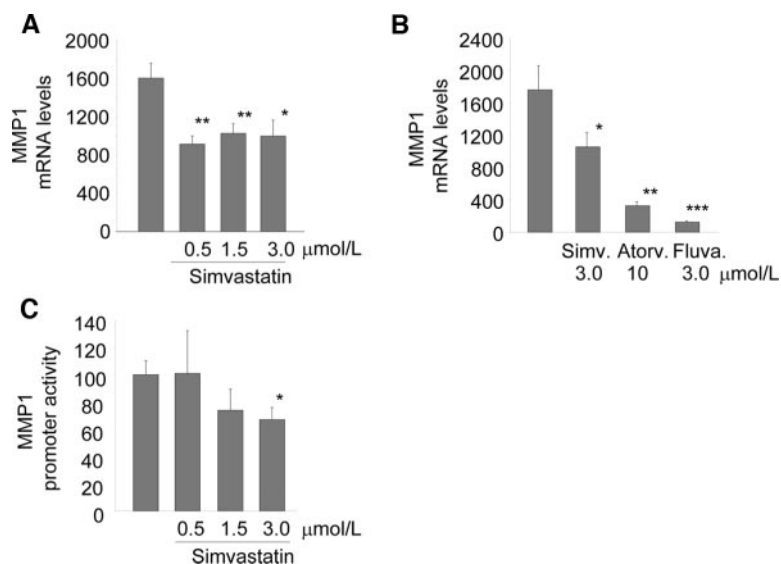 A
MMP1
mRNA levels
2000
1600
1200
800
400
0
** ** *
0.5 1.5 3.0 μmol/L
Simvastatin
B
MMP1
mRNA levels
2400
2000
1600
1200
800
400
0
* ** ***
Simv. Atorv. Fluva.
3.0 10 3.0 μmol/L
C
MMP1
promoter activity
140
120
100
80
60
40
20
0
*
0.5 1.5 3.0 μmol/L
Simvastatin